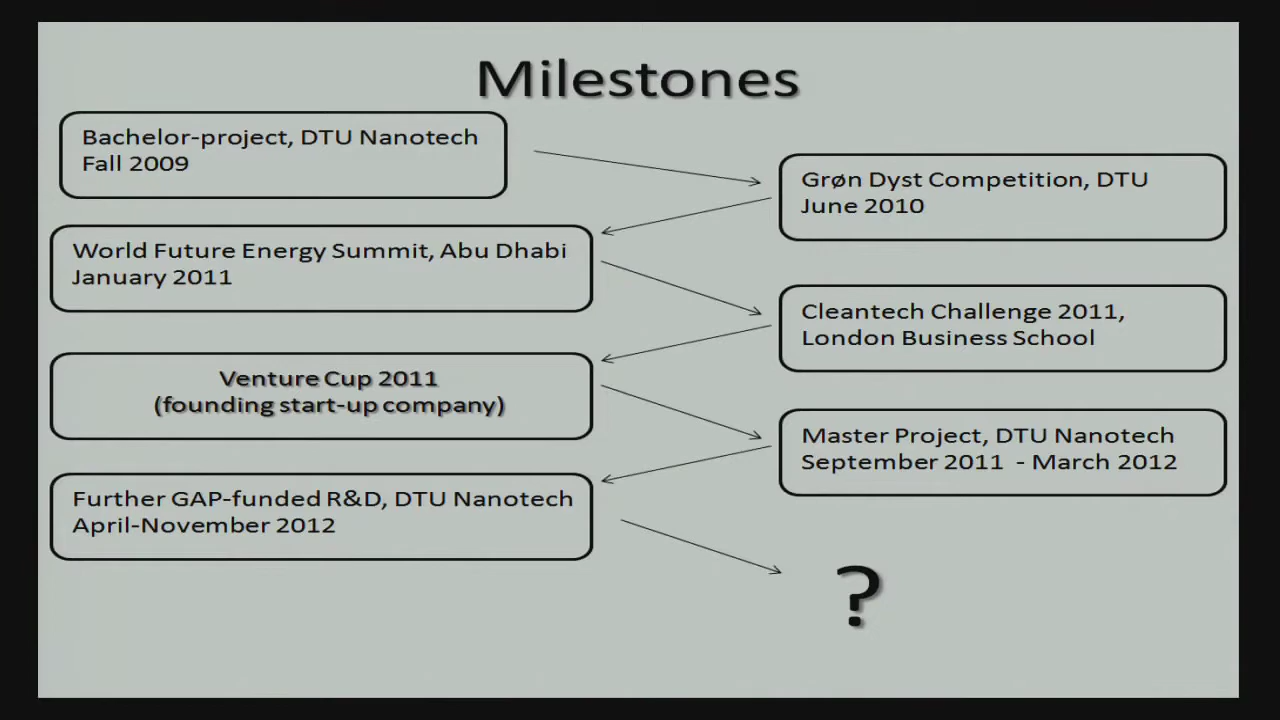 Milestones
Bachelor-project, DTU Nanotech
Fall 2009
Grøn Dyst Competition, DTU
June 2010
World Future Energy Summit, Abu Dhabi
January 2011
Cleantech Challenge 2011,
London Business School
Venture Cup 2011
(founding start-up company)
Master Project, DTU Nanotech
September 2011  - March 2012
Further GAP-funded R&D, DTU Nanotech
April-November 2012
?